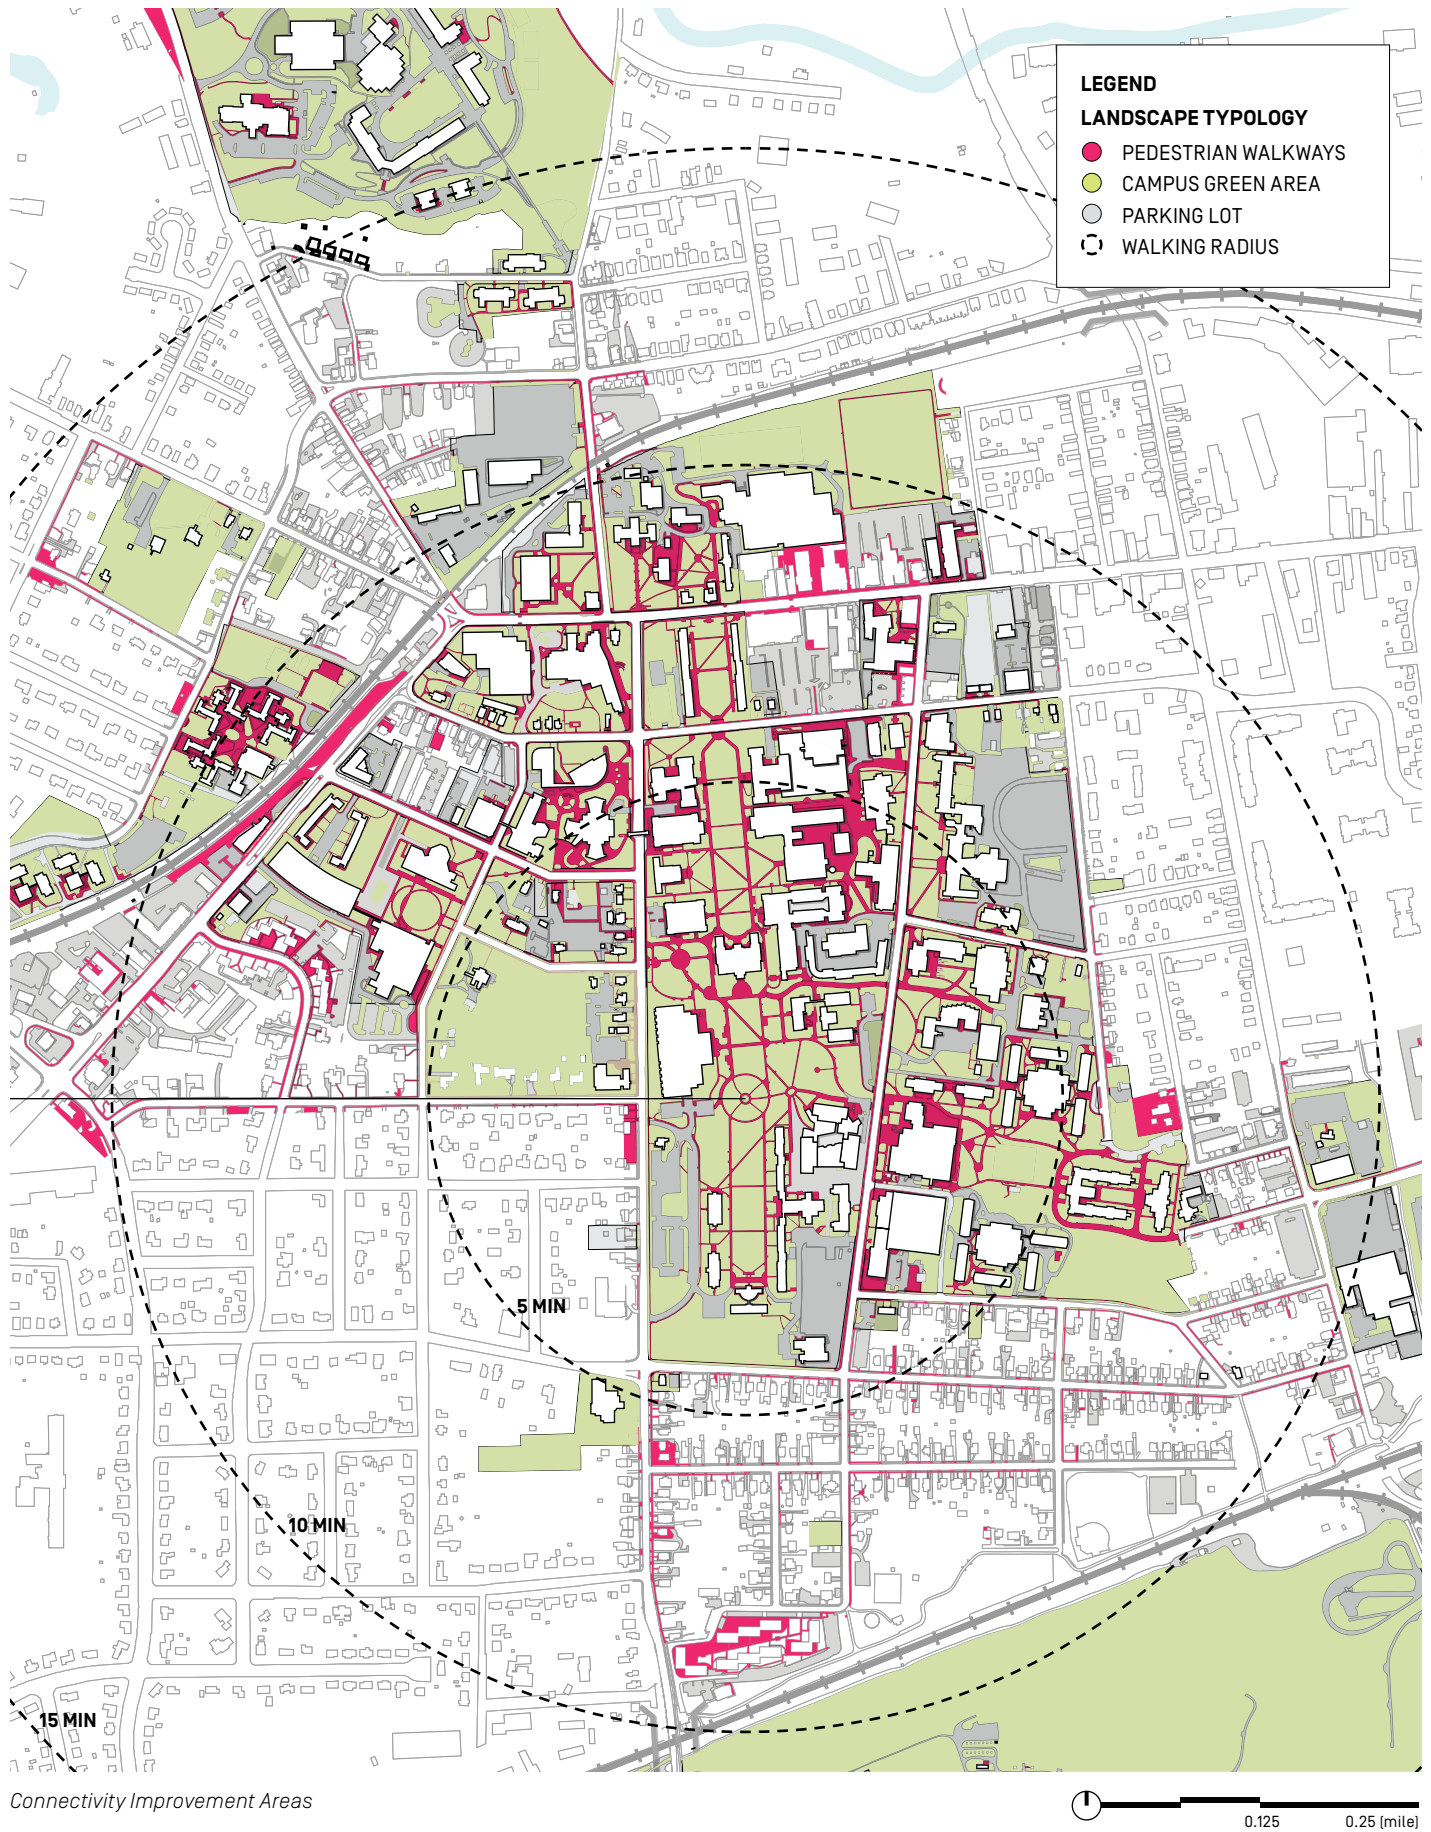 LEGEND
LANDSCAPE TYPOLOGY
PEDESTRIAN WALKWAYS
CAMPUS GREEN AREA
PARKING LOT
WALKING RADIUS
5 MIN
10 MIN
15 MIN
Connectivity Improvement Areas
0.125
0.25 (mile)